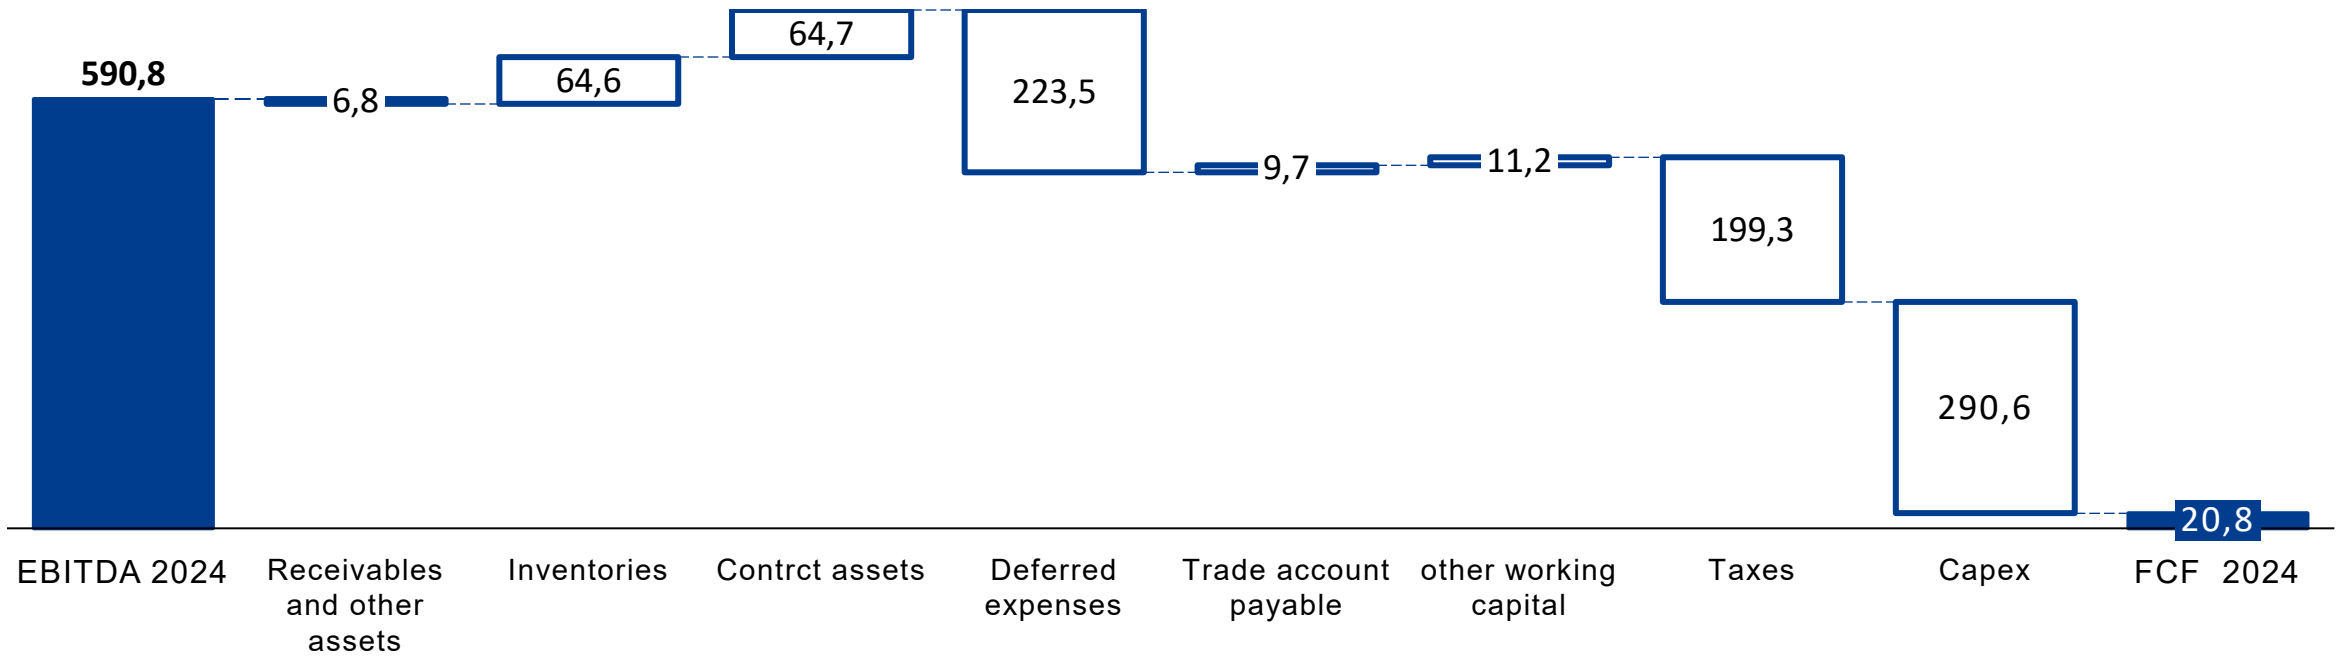 590,8
6,8
64,6
64,7
223,5
9,7
11,2
199,3
290,6
20,8
EBITDA 2024
Receivables
and other
assets
Inventories
Contrct assets
Deferred
expenses
Trade account
payable
other working
capital
Taxes
Capex
FCF 2024